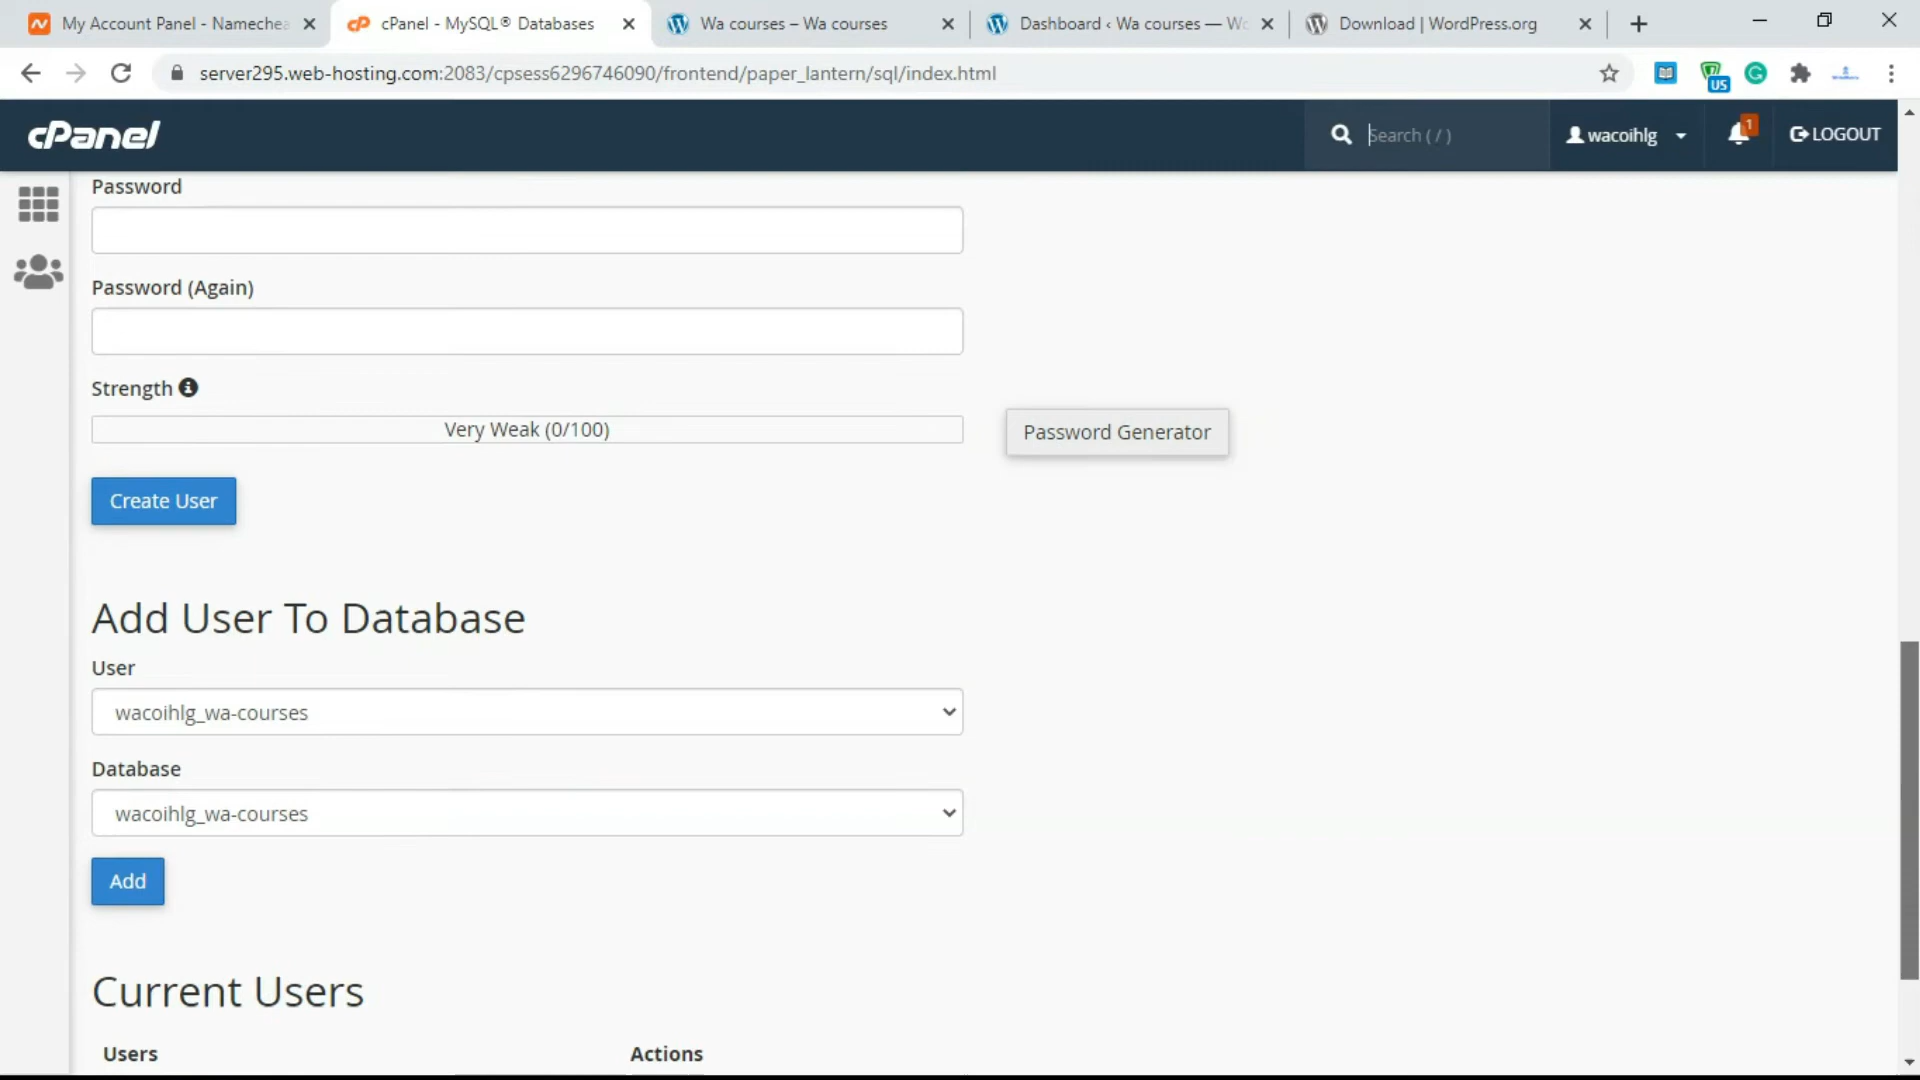 My Account Panel - Namechea
cPanel - MySQL® Databases
Wa courses – Wa courses
Dashboard ‹ Wa courses — Wo
Download | WordPress.org
server295.web-hosting.com:2083/cpsess6296746090/frontend/paper_lantern/sql/index.html
US
cPanel
Search ( / )
wacoihlg
1
LOGOUT
Password
Password (Again)
Strength
Very Weak (0/100)
Password Generator
Create User
Add User To Database
User
wacoihlg_wa-courses
Database
wacoihlg_wa-courses
Add
Current Users
Users
Actions